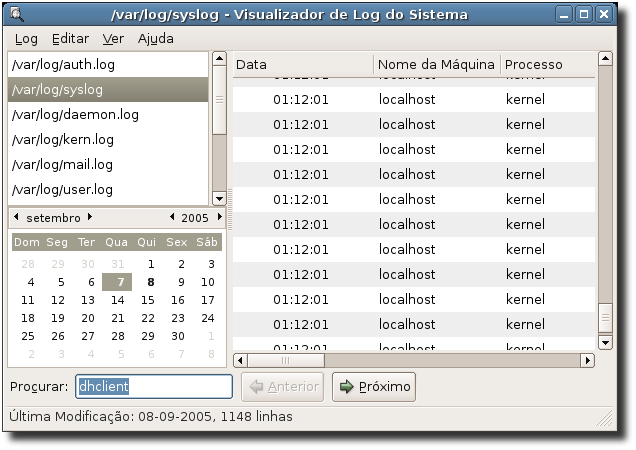 /var/log/syslog - Visualizador de Log do Sistema
Log Editar Ver Ajuda
/var/log/auth.log
/var/log/syslog
/var/log/daemon.log
/var/log/kern.log
/var/log/mail.log
/var/log/user.log
setembro 2005
Dom Seg Ter Qua Qui Sex Sáb
28 29 30 31 1 2 3
4 5 6 7 8 9 10
11 12 13 14 15 16 17
18 19 20 21 22 23 24
25 26 27 28 29 30 1
2 3 4 5 6 7 8
Data Nome da Máquina Processo
01:12:01 localhost kernel
01:12:01 localhost kernel
01:12:01 localhost kernel
01:12:01 localhost kernel
01:12:01 localhost kernel
01:12:01 localhost kernel
01:12:01 localhost kernel
01:12:01 localhost kernel
01:12:01 localhost kernel
01:12:01 localhost kernel
Procurar: dhclient Anterior Próximo
Última Modificação: 08-09-2005, 1148 linhas